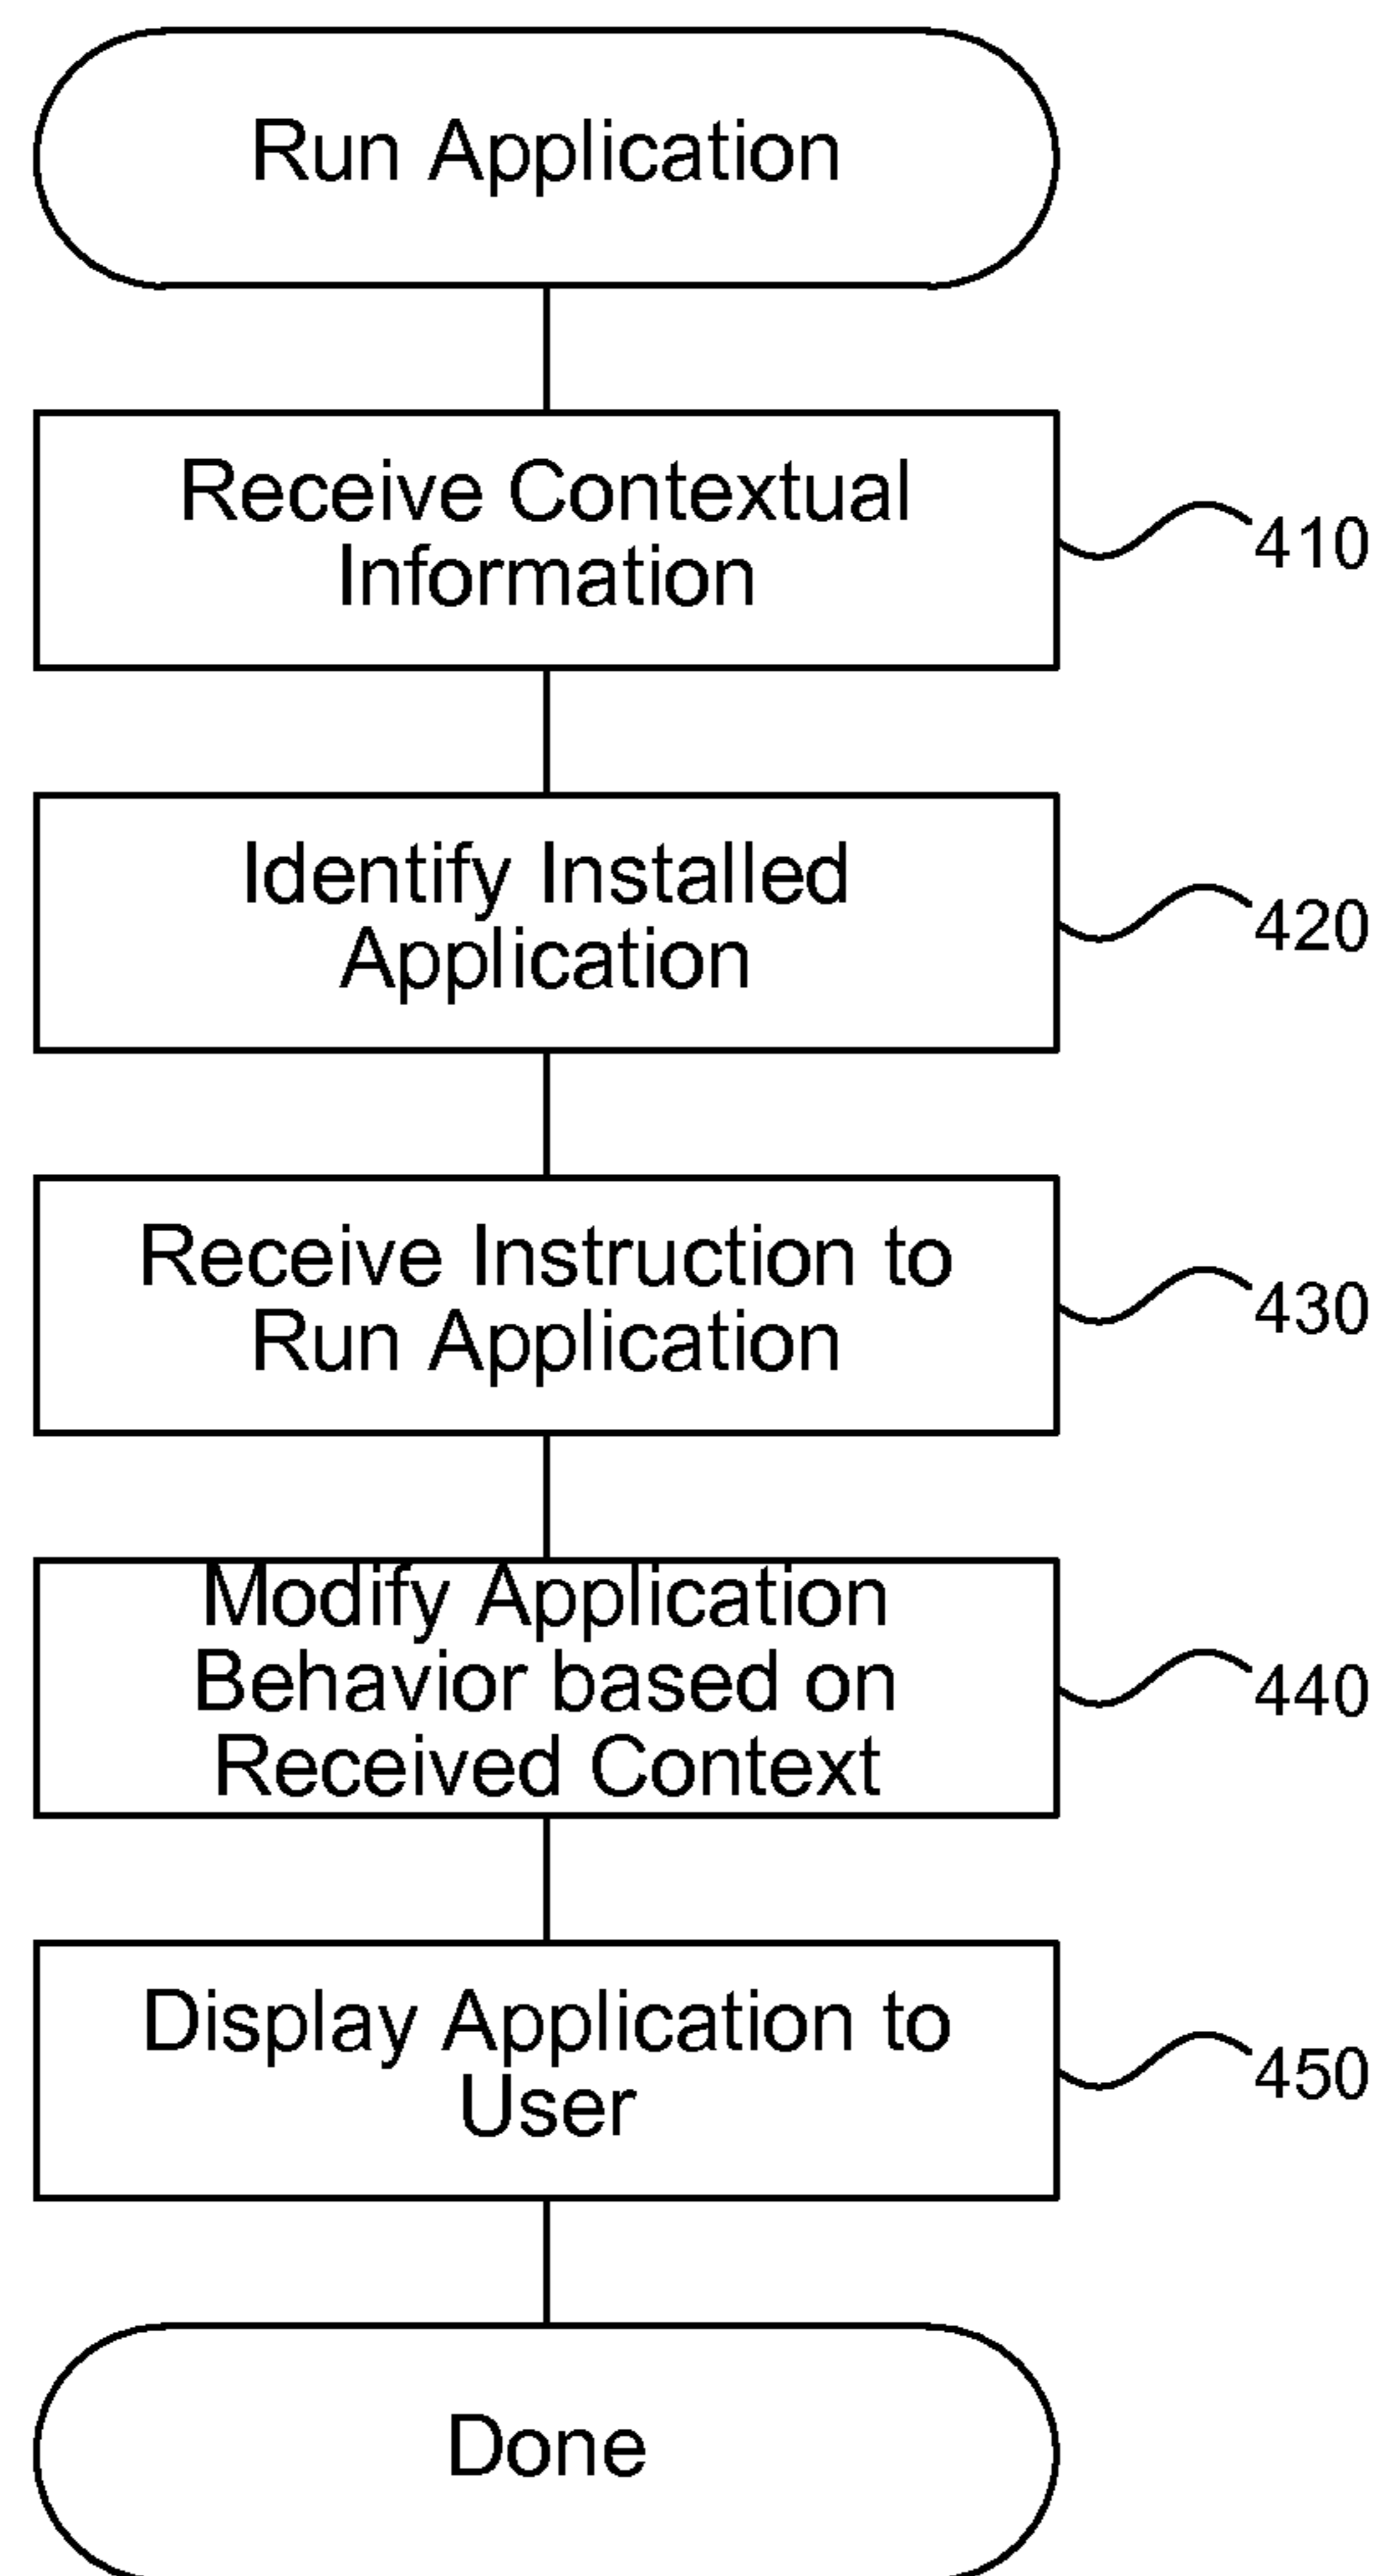 Run Application
Receive Contextual
Information
410
Identify Installed
Application
420
Receive Instruction to
Run Application
430
Modify Application
Behavior based on
Received Context
440
Display Application to
User
450
Done